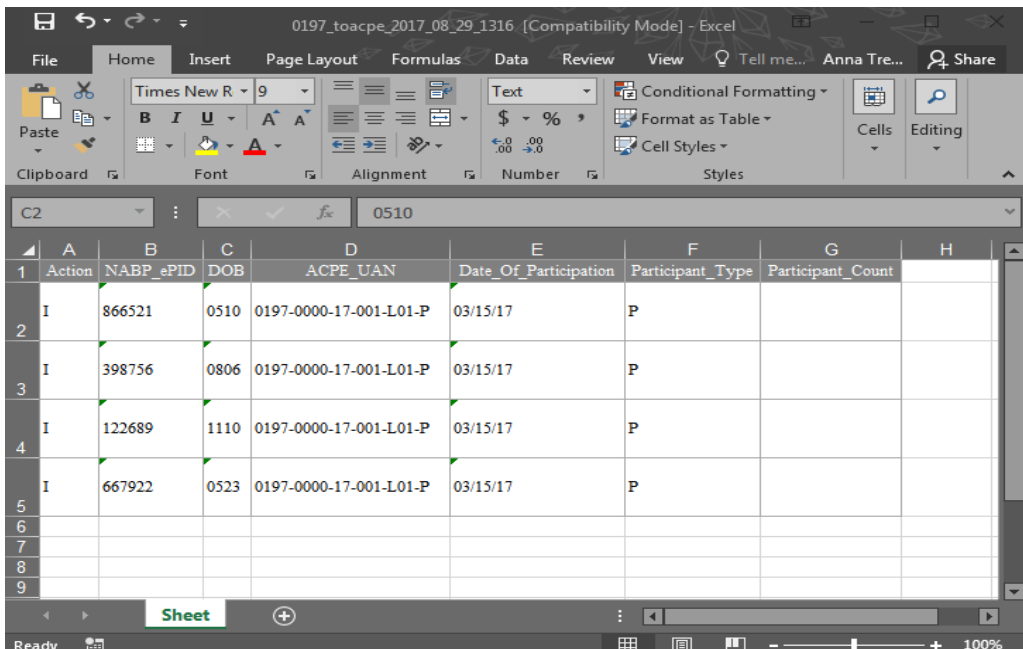 0197_toacpe_2017_08_29_1316 [Compatibility Mode] - Excel
File Home Insert Page Layout Formulas Data Review View Tell me... Anna Tre... Share
Paste
Times New R 9
Text
Conditional Formatting
B I U A A
$ % ,
Format as Table
Cells Editing
A
.0 .00 .00 .0
Cell Styles
Clipboard Font Alignment Number Styles
C2 fx 0510
A B C D E F G H
1 Action NABP_ePID DOB ACPE_UAN Date_Of_Participation Participant_Type Participant_Count
2 I 866521 0510 0197-0000-17-001-L01-P 03/15/17 P
3 I 398756 0806 0197-0000-17-001-L01-P 03/15/17 P
4 I 122689 1110 0197-0000-17-001-L01-P 03/15/17 P
5 I 667922 0523 0197-0000-17-001-L01-P 03/15/17 P
6
7
8
9
Sheet
Ready 100%